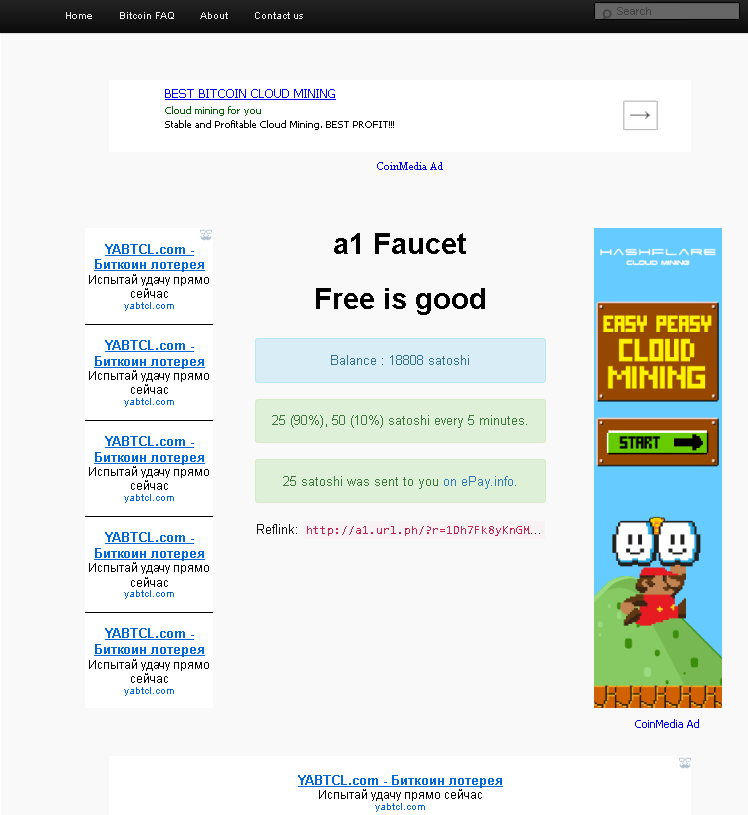 Home Bitcoin FAQ About Contact us Search
BEST BITCOIN CLOUD MINING
Cloud mining for you
Stable and Profitable Cloud Mining. BEST PROFIT!!!
CoinMedia Ad
YABTCL.com -
Биткоин лотерея
Испытай удачу прямо
сейчас
yabtcl.com
YABTCL.com -
Биткоин лотерея
Испытай удачу прямо
сейчас
yabtcl.com
YABTCL.com -
Биткоин лотерея
Испытай удачу прямо
сейчас
yabtcl.com
YABTCL.com -
Биткоин лотерея
Испытай удачу прямо
сейчас
yabtcl.com
YABTCL.com -
Биткоин лотерея
Испытай удачу прямо
сейчас
yabtcl.com
a1 Faucet
Free is good
Balance : 18808 satoshi
25 (90%), 50 (10%) satoshi every 5 minutes.
25 satoshi was sent to you on ePay.info.
Reflink: http://a1.url.ph/?r=1Dh7Fk8yKnGM...
HASHFLARE
CLOUD MINING
EASY PEASY
CLOUD
MINING
START
CoinMedia Ad
YABTCL.com - Биткоин лотерея
Испытай удачу прямо сейчас
yabtcl.com